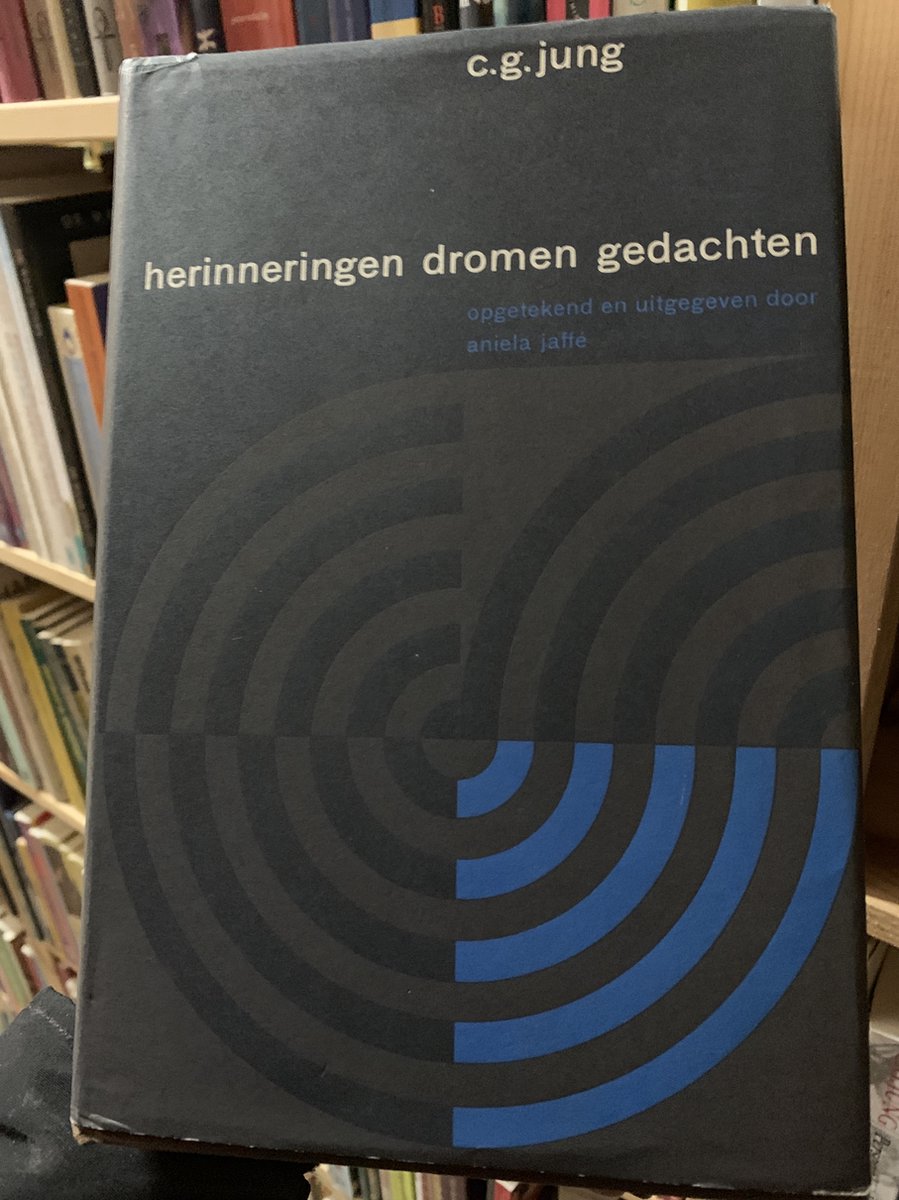 c.g. jung
herinneringen dromen gedachten
opgetekend en uitgegeven door
aniela jaffé